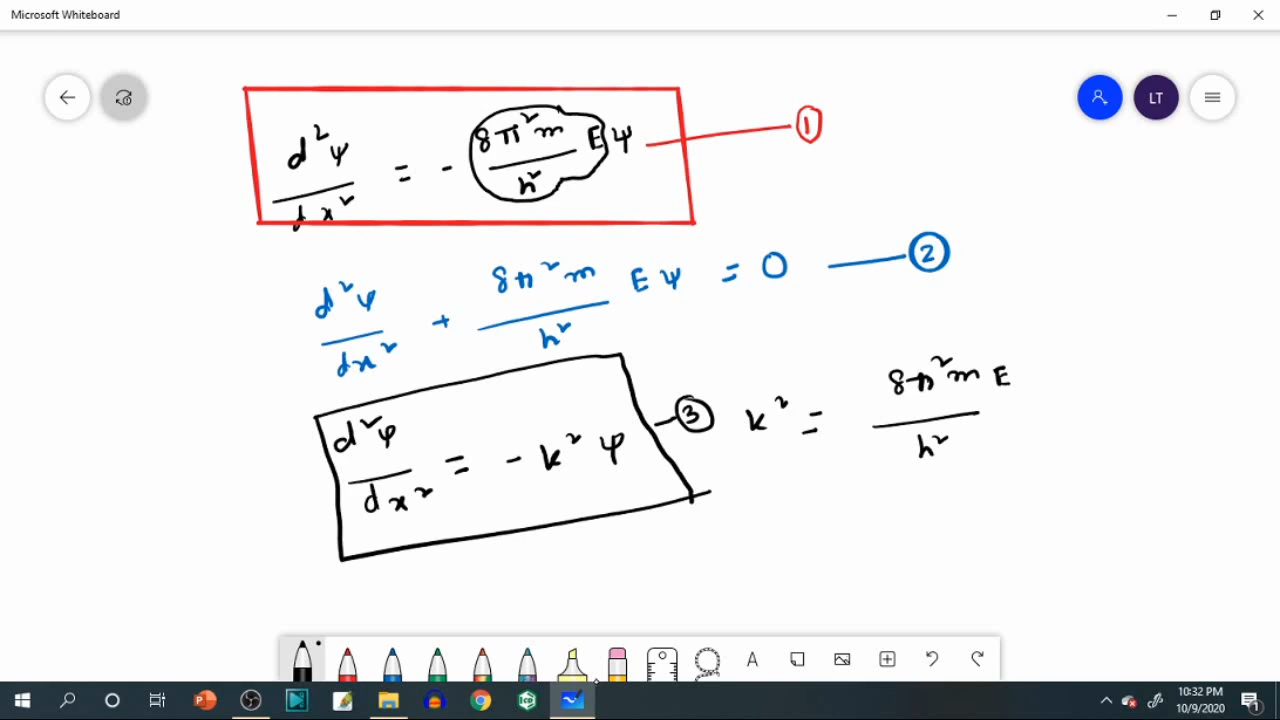 Microsoft Whiteboard
LT
d²ψ/dx² = - 8π²m/h² Eψ — ①
d²ψ/dx² + 8π²m/h² Eψ = 0 — ②
d²ψ/dx² = - k² ψ — ③ k² = 8π²mE/h²
A
10:32 PM
10/9/2020